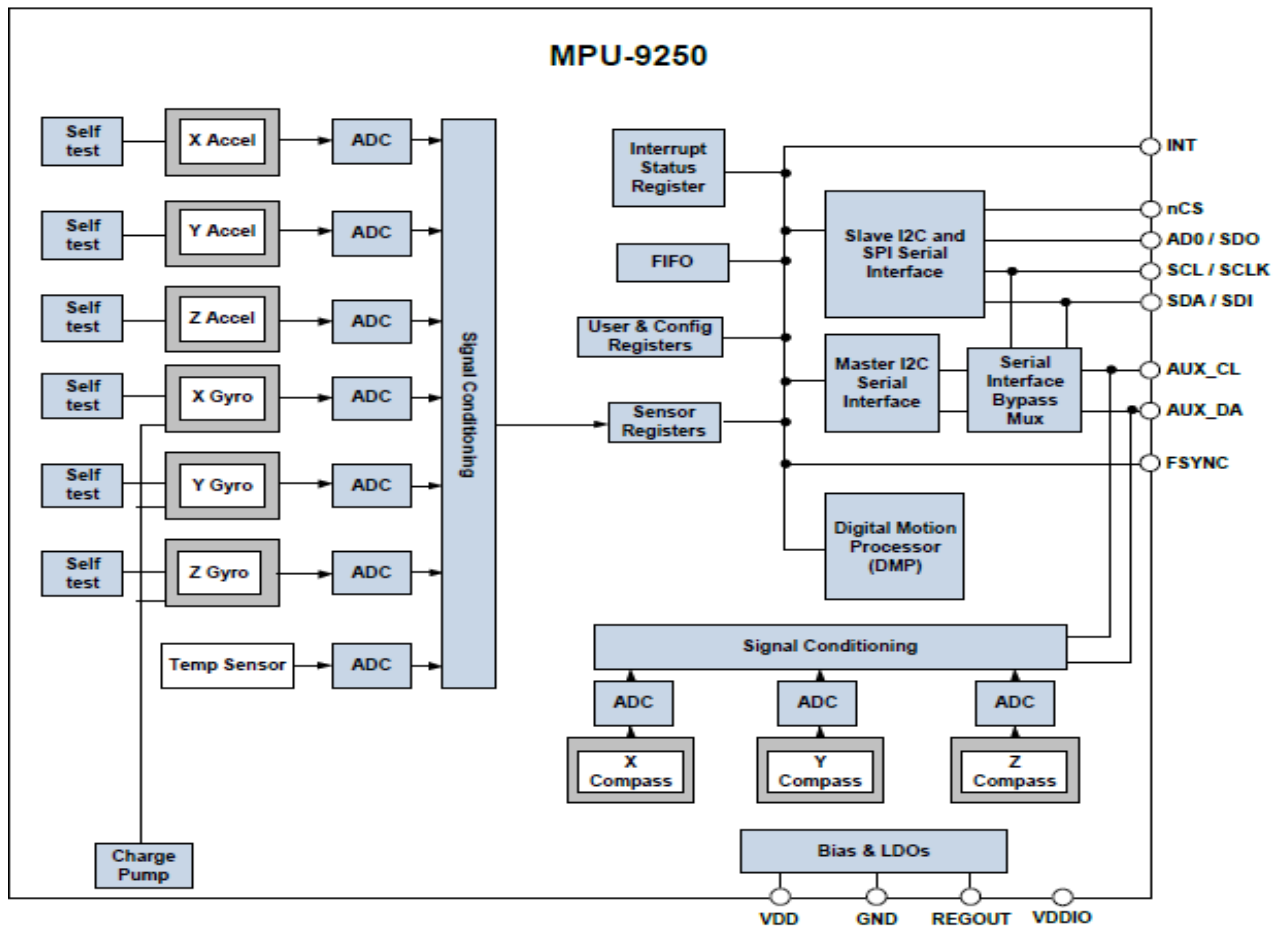 MPU-9250
Self
test
X Accel
ADC
Self
test
Y Accel
ADC
Self
test
Z Accel
ADC
Self
test
X Gyro
ADC
Self
test
Y Gyro
ADC
Self
test
Z Gyro
ADC
Temp Sensor
ADC
Charge
Pump
Signal Conditioning
Interrupt
Status
Register
FIFO
User & Config
Registers
Sensor
Registers
Slave I2C and
SPI Serial
Interface
Master I2C
Serial
Interface
Serial
Interface
Bypass
Mux
Digital Motion
Processor
(DMP)
INT
nCS
AD0 / SDO
SCL / SCLK
SDA / SDI
AUX_CL
AUX_DA
FSYNC
Signal Conditioning
ADC
ADC
ADC
X
Compass
Y
Compass
Z
Compass
Bias & LDOs
VDD
GND
REGOUT
VDDIO